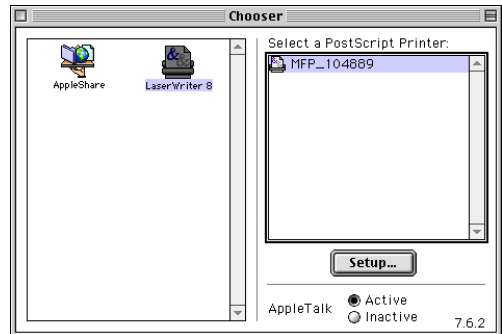 Chooser
AppleShare
LaserWriter 8
Select a PostScript Printer:
MFP_104889
Setup...
AppleTalk
Active
Inactive
7.6.2